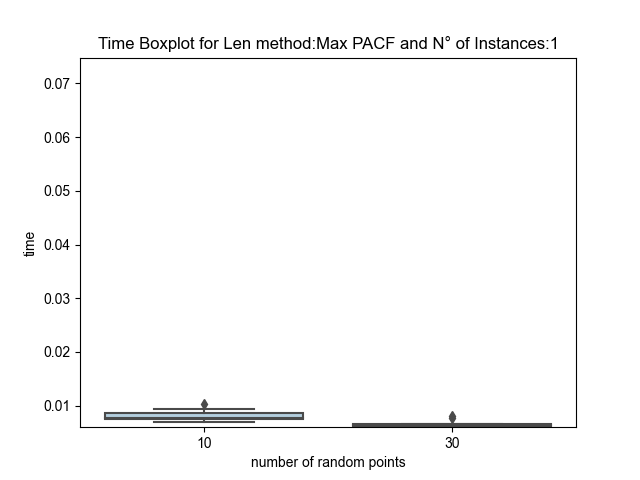 Time Boxplot for Len method:Max PACF and N° of Instances:1
0.07
0.06
0.05
0.04
0.03
0.02
0.01
time
10 30
number of random points